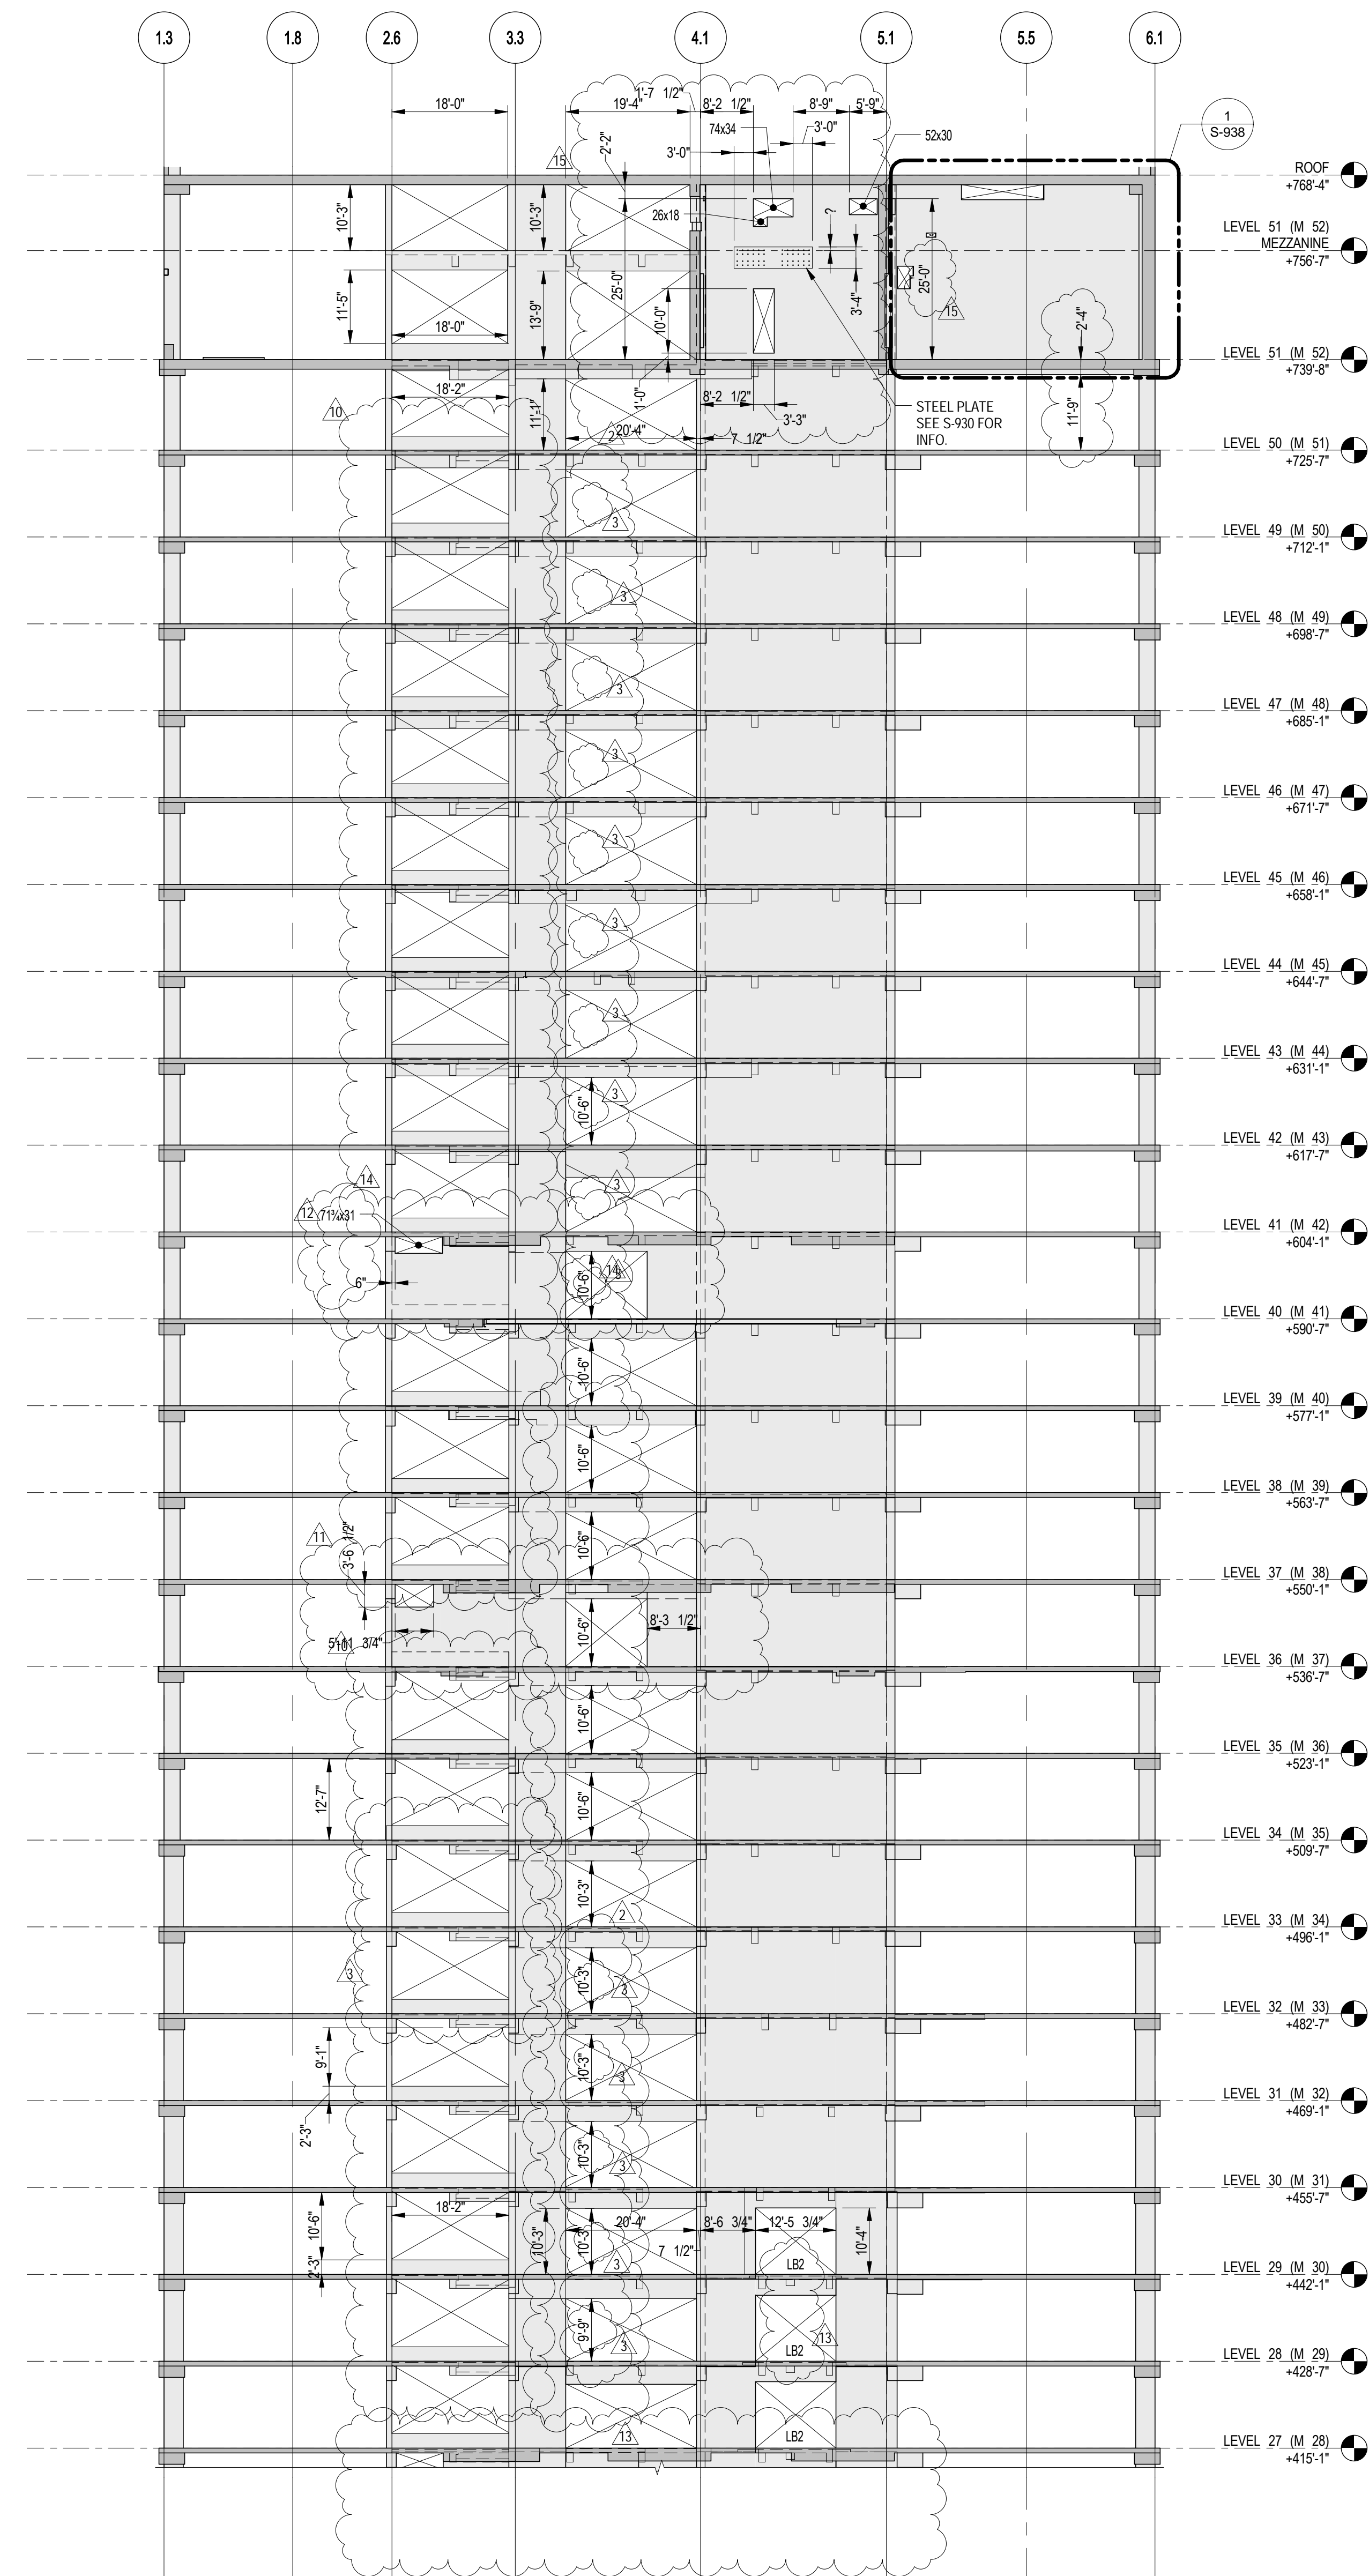 1.3 1.8 2.6 3.3 4.1 5.1 5.5 6.1
1'-7 1/2"
18'-0" 19'-4" 8'-2 1/2" 8'-9" 5'-9"
74x34 3'-0" 52x30
1
S-938
2'-2" 3'-0"
15
ROOF
+768'-4"
10'-3" 10'-3" 26x18 ?
LEVEL 51 (M 52)
MEZZANINE
+756'-7"
11'-5" 18'-0" 13'-9" 25'-0" 10'-0" 3'-4" 25'-0" 15 2'-4"
LEVEL 51 (M 52)
+739'-8"
18'-2" 11'-1" 1'-0" 8'-2 1/2" 3'-3" 11'-9"
STEEL PLATE
SEE S-930 FOR
INFO.
10
2 20'-4" 7 1/2"
LEVEL 50 (M 51)
+725'-7"
3
LEVEL 49 (M 50)
+712'-1"
3
LEVEL 48 (M 49)
+698'-7"
3
LEVEL 47 (M 48)
+685'-1"
3
LEVEL 46 (M 47)
+671'-7"
3
LEVEL 45 (M 46)
+658'-1"
3
LEVEL 44 (M 45)
+644'-7"
3
LEVEL 43 (M 44)
+631'-1"
10'-6" 3
LEVEL 42 (M 43)
+617'-7"
14 3
12 71¾x31
LEVEL 41 (M 42)
+604'-1"
6" 10'-6" 14
LEVEL 40 (M 41)
+590'-7"
10'-6"
LEVEL 39 (M 40)
+577'-1"
10'-6"
LEVEL 38 (M 39)
+563'-7"
11 3'-6 1/2" 10'-6"
LEVEL 37 (M 38)
+550'-1"
5'-11 3/4" 10 10'-6" 8'-3 1/2"
LEVEL 36 (M 37)
+536'-7"
10'-6"
LEVEL 35 (M 36)
+523'-1"
12'-7" 10'-6"
LEVEL 34 (M 35)
+509'-7"
10'-3" 2
LEVEL 33 (M 34)
+496'-1"
3 10'-3" 3
LEVEL 32 (M 33)
+482'-7"
9'-1" 10'-3" 3
LEVEL 31 (M 32)
+469'-1"
2'-3" 10'-3" 3
LEVEL 30 (M 31)
+455'-7"
10'-6" 18'-2" 10'-3" 10'-3" 20'-4" 8'-6 3/4" 12'-5 3/4" 10'-4"
2'-3" 3 7 1/2" LB2
LEVEL 29 (M 30)
+442'-1"
9'-9" 3 LB2 13
LEVEL 28 (M 29)
+428'-7"
13 LB2
LEVEL 27 (M 28)
+415'-1"